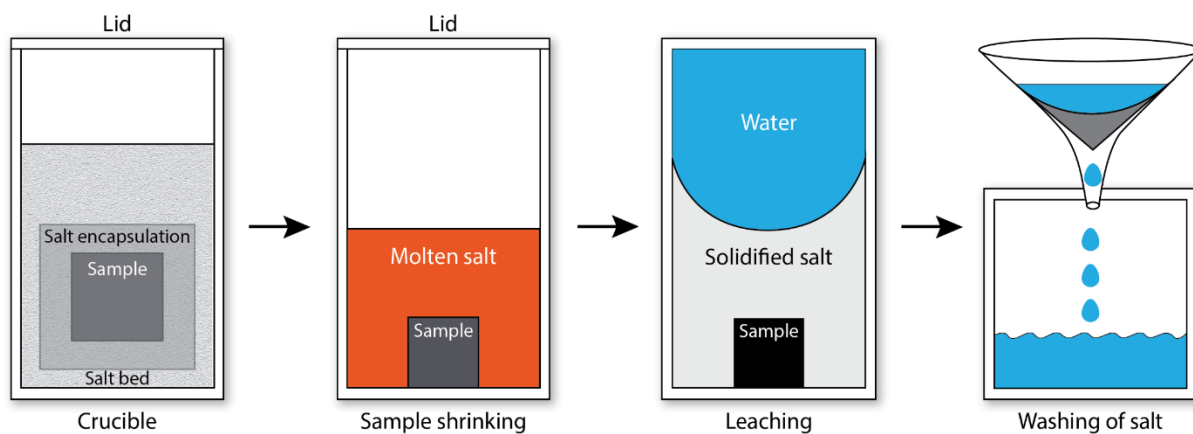 Lid
Salt encapsulation
Sample
Salt bed
Crucible
Lid
Molten salt
Sample
Sample shrinking
Water
Solidified salt
Sample
Leaching
Washing of salt